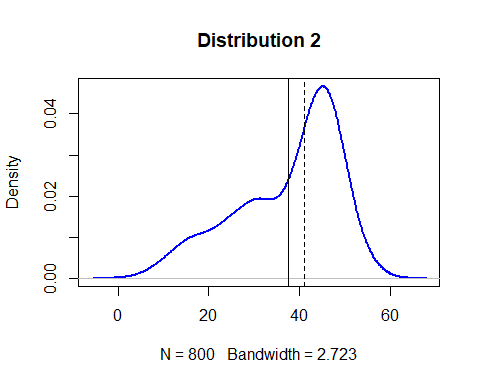 Distribution 2
Density
0.04
0.02
0.00
0 20 40 60
N = 800 Bandwidth = 2.723